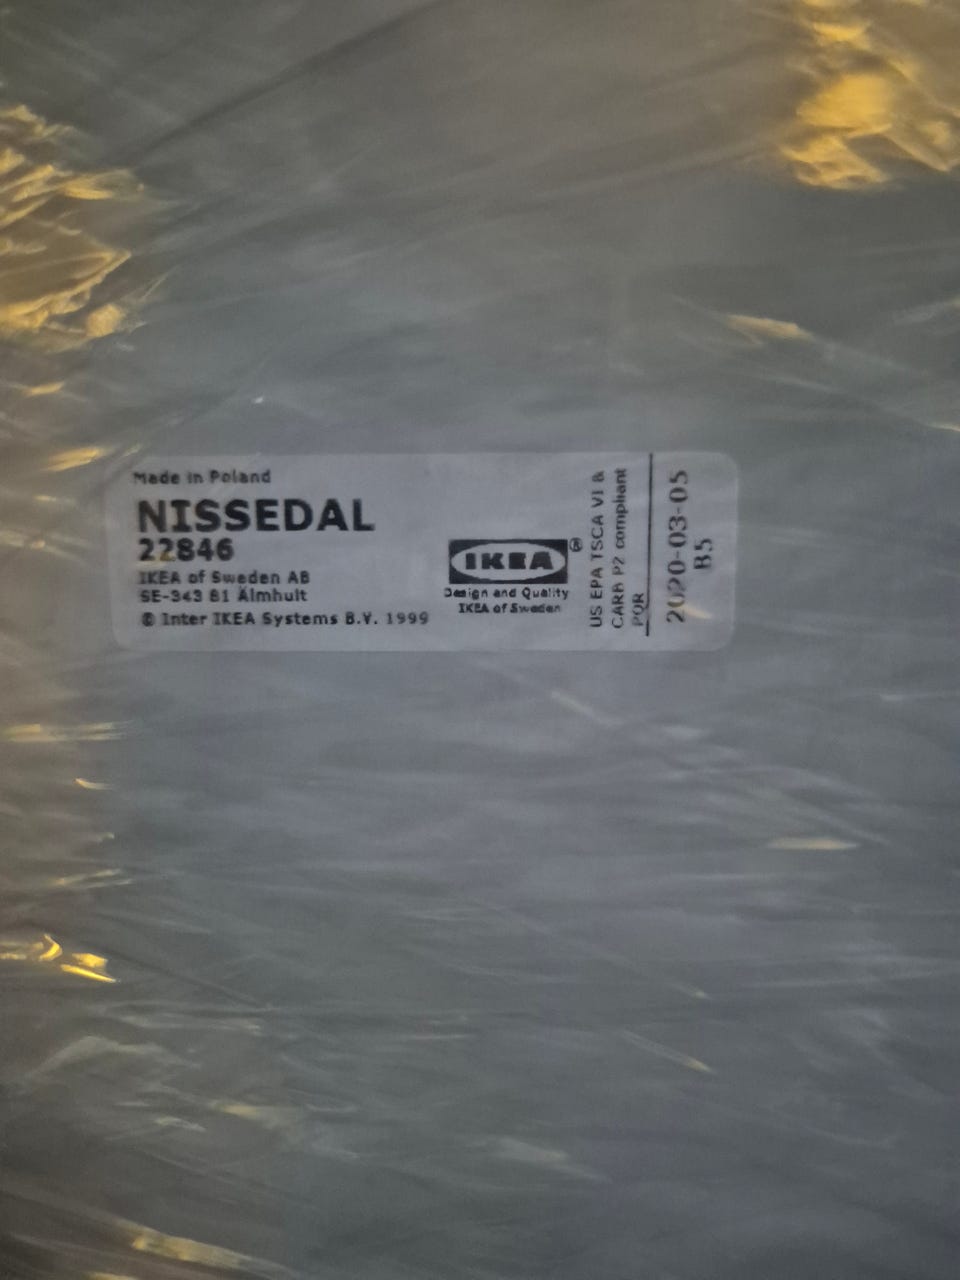 Made in Poland
NISSEDAL
22846
IKEA of Sweden AB
SE-343 81 Älmhult
© Inter IKEA Systems B.V. 1999
IKEA®
Design and Quality
IKEA of Sweden
US EPA TSCA VI &
CARB P2 compliant
PQR
2020-03-05
B5